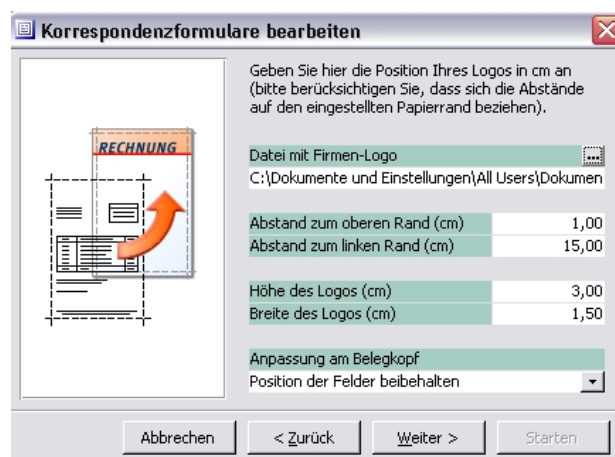 Korrespondenzformulare bearbeiten
Geben Sie hier die Position Ihres Logos in cm an
(bitte berücksichtigen Sie, dass sich die Abstände
auf den eingestellten Papierrand beziehen).
RECHNUNG
Datei mit Firmen-Logo ...
C:\Dokumente und Einstellungen\All Users\Dokumen
Abstand zum oberen Rand (cm) 1,00
Abstand zum linken Rand (cm) 15,00
Höhe des Logos (cm) 3,00
Breite des Logos (cm) 1,50
Anpassung am Belegkopf
Position der Felder beibehalten
Abbrechen < Zurück Weiter > Starten